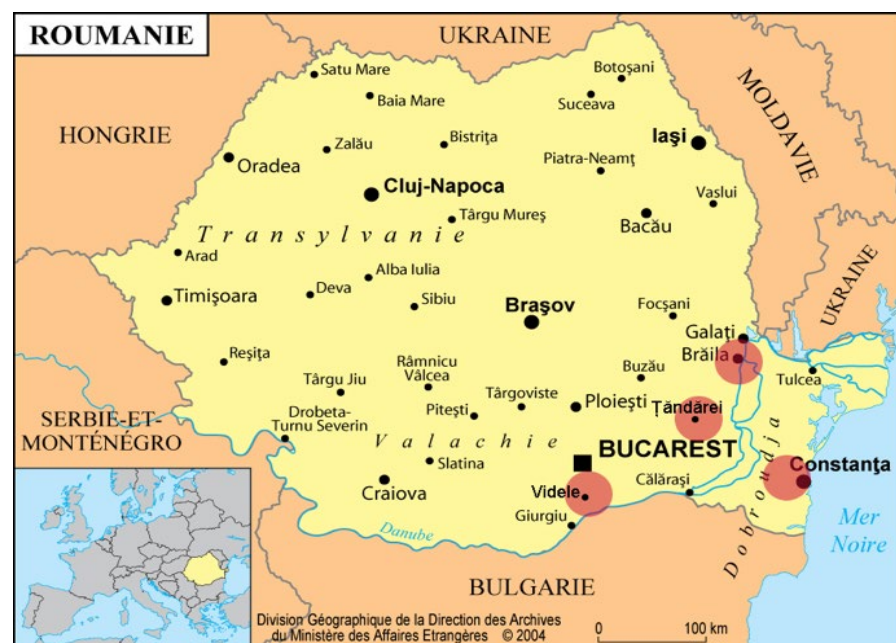 ROUMANIE
UKRAINE
Satu Mare
Botoşani
Baia Mare
Suceava
MOLDAVIE
HONGRIE
Zalău
Bistriţa
Iaşi
Oradea
Piatra-Neamţ
Cluj-Napoca
Vaslui
Târgu Mureş
Bacău
Transylvanie
Arad
Alba Iulia
Deva
Timişoara
Sibiu
UKRAINE
Braşov
Focşani
Galaţi
Brăila
Reşiţa
Râmnicu
Vâlcea
Buzău
Tulcea
Târgu Jiu
Târgoviste
Ploieşti
Ţăndărei
Piteşti
SERBIE-ET-
MONTÉNÉGRO
Drobeta-
Turnu Severin
Valachie
BUCAREST
Slatina
Constanţa
Craiova
Videle
Călăraşi
Dobroudja
Giurgiu
Danube
Mer
Noire
BULGARIE
Division Géographique de la Direction des Archives
du Ministère des Affaires Etrangères © 2004
0 100 km